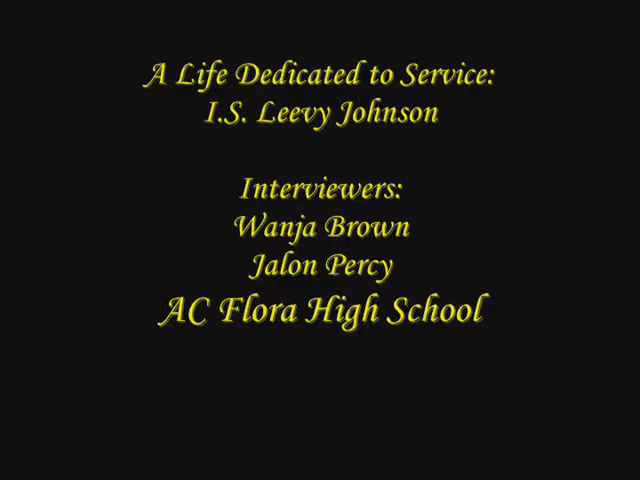 A Life Dedicated to Service:
I.S. Leevy Johnson
Interviewers:
Wanja Brown
Jalon Percy
AC Flora High School